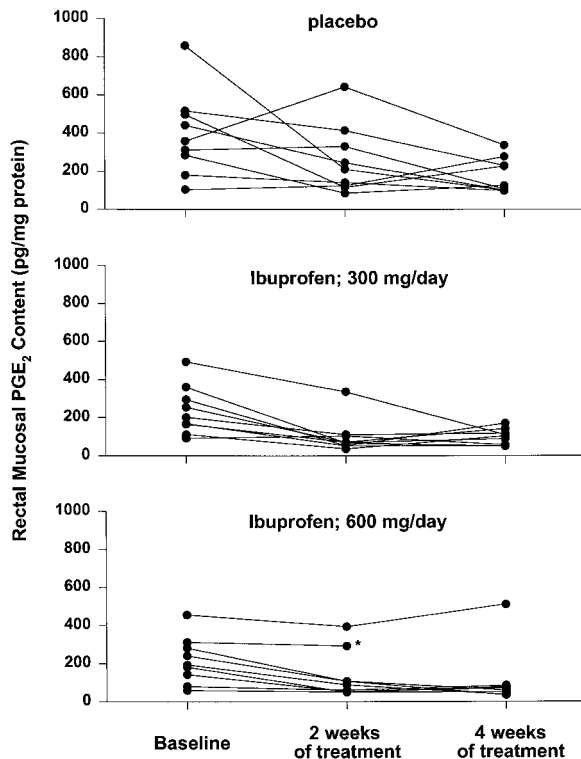 Rectal Mucosal PGE₂ Content (pg/mg protein)
placebo
1000
800
600
400
200
0
Ibuprofen; 300 mg/day
1000
800
600
400
200
0
Ibuprofen; 600 mg/day
1000
800
600
400
200
0
*
Baseline
2 weeks
of treatment
4 weeks
of treatment